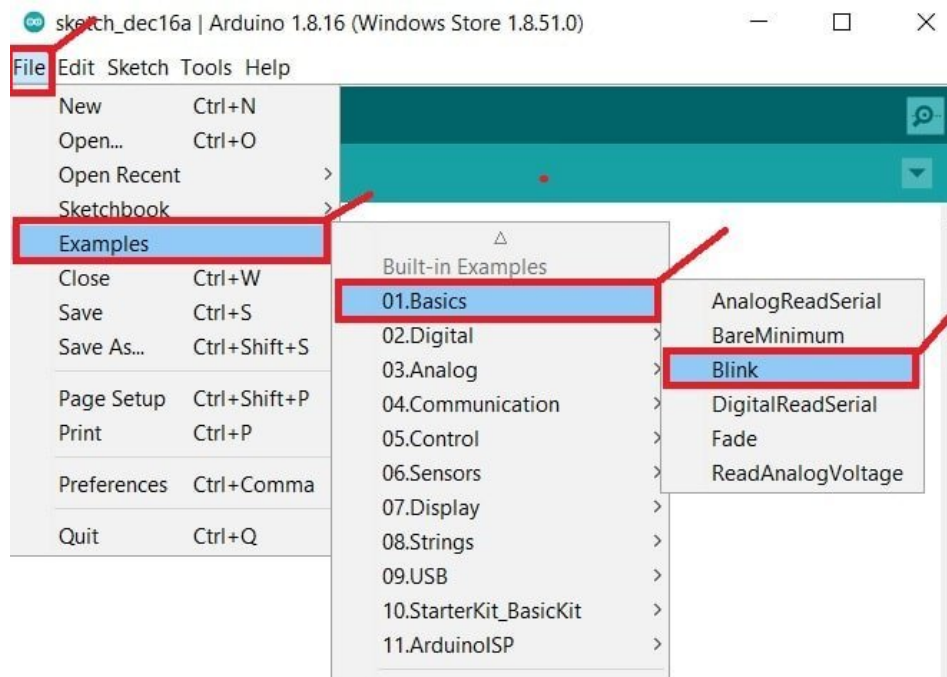 sketch_dec16a | Arduino 1.8.16 (Windows Store 1.8.51.0)
File Edit Sketch Tools Help
New Ctrl+N
Open... Ctrl+O
Open Recent
Sketchbook
Examples
Close Ctrl+W
Save Ctrl+S
Save As... Ctrl+Shift+S
Page Setup Ctrl+Shift+P
Print Ctrl+P
Preferences Ctrl+Comma
Quit Ctrl+Q
Built-in Examples
01.Basics
02.Digital
03.Analog
04.Communication
05.Control
06.Sensors
07.Display
08.Strings
09.USB
10.StarterKit_BasicKit
11.ArduinoISP
AnalogReadSerial
BareMinimum
Blink
DigitalReadSerial
Fade
ReadAnalogVoltage